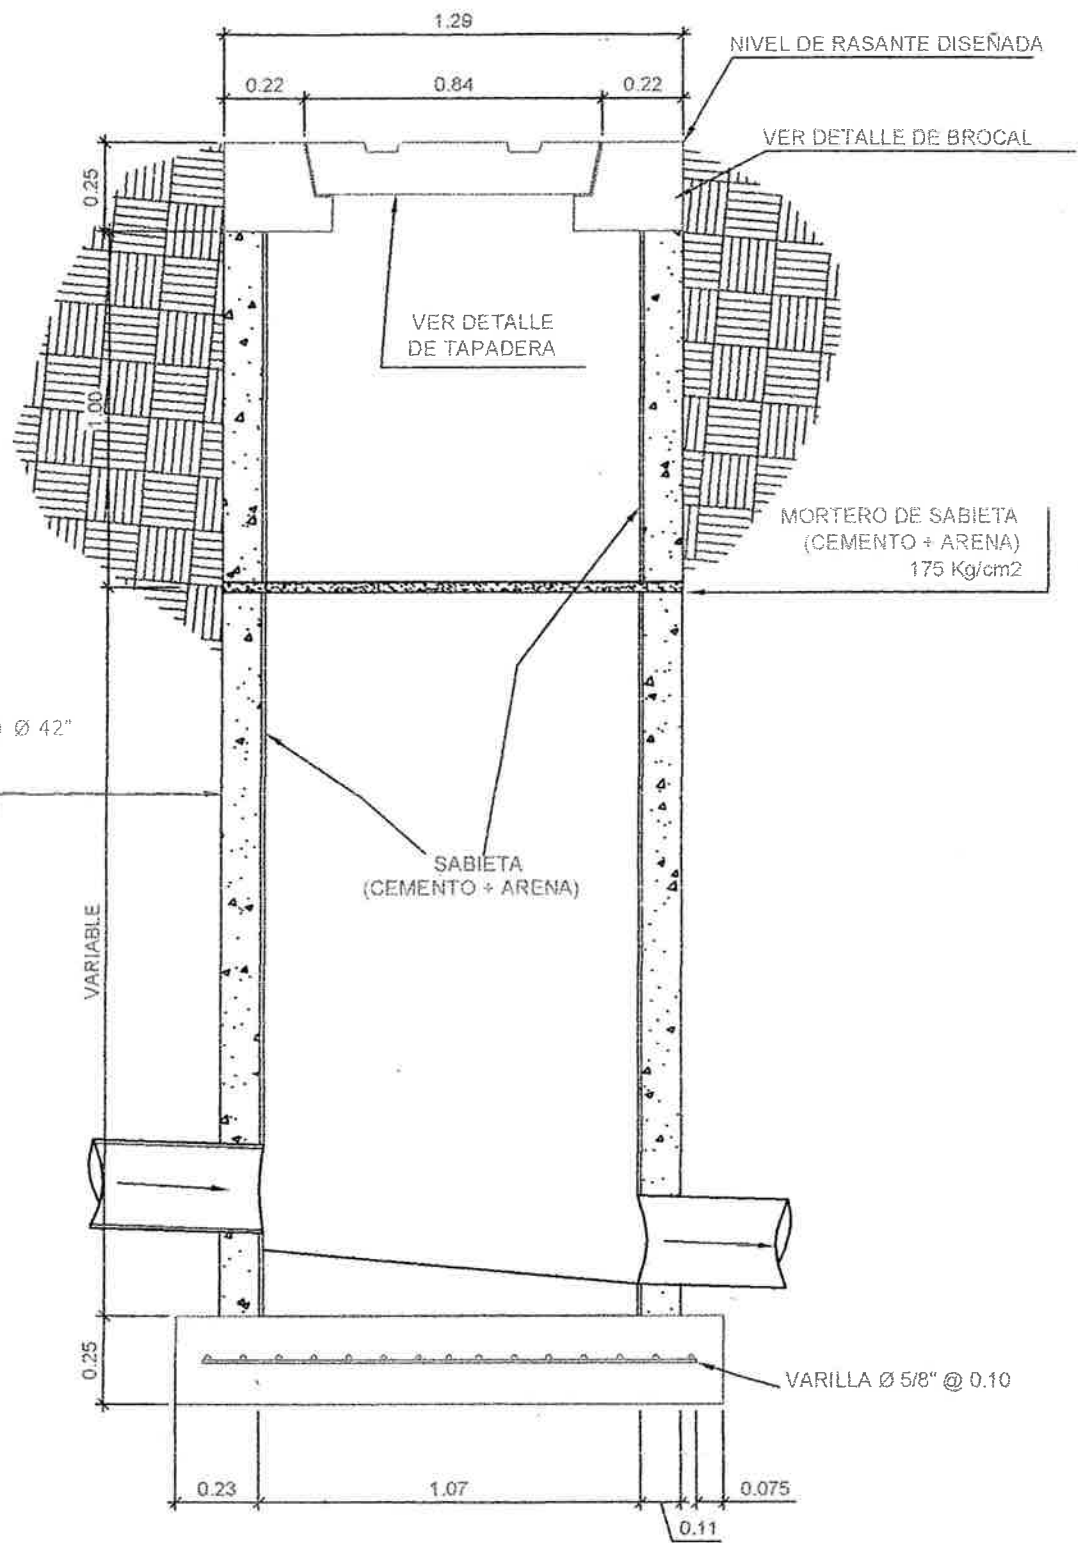 1.29
NIVEL DE RASANTE DISEÑADA
0.22
0.84
0.22
VER DETALLE DE BROCAL
0.25
VER DETALLE
DE TAPADERA
1.00
MORTERO DE SABIETA
(CEMENTO + ARENA)
175 Kg/cm2
Ø 42"
SABIETA
(CEMENTO + ARENA)
VARIABLE
0.25
VARILLA Ø 5/8" @ 0.10
0.23
1.07
0.075
0.11